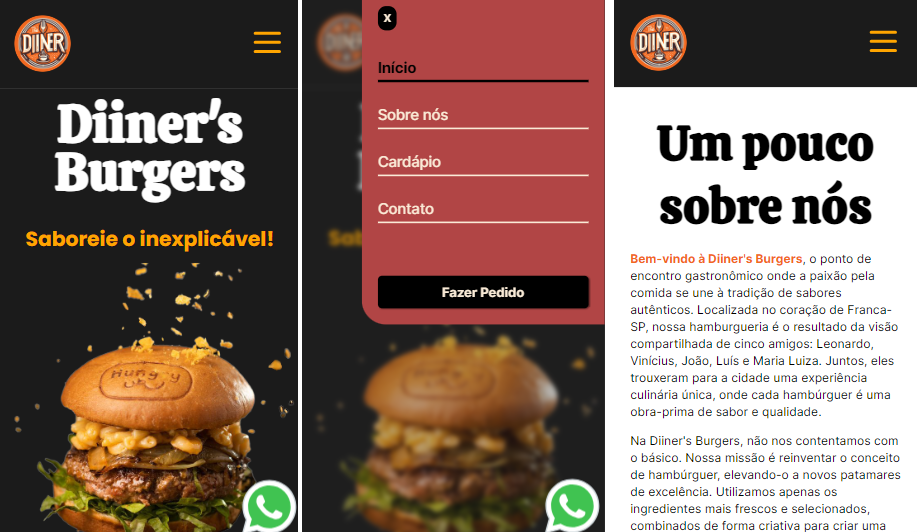 DIINER
Diiner's
Burgers
Saboreie o inexplicável!
Hungry
DIINER
X
Início
Sobre nós
Cardápio
Contato
Fazer Pedido
DIINER
Um pouco
sobre nós
Bem-vindo à Diiner's Burgers, o ponto de
encontro gastronômico onde a paixão pela
comida se une à tradição de sabores
autênticos. Localizada no coração de Franca-
SP, nossa hamburgueria é o resultado da visão
compartilhada de cinco amigos: Leonardo,
Vinícius, João, Luís e Maria Luiza. Juntos, eles
trouxeram para a cidade uma experiência
culinária única, onde cada hambúrguer é uma
obra-prima de sabor e qualidade.
Na Diiner's Burgers, não nos contentamos com
o básico. Nossa missão é reinventar o conceito
de hambúrguer, elevando-o a novos patamares
de excelência. Utilizamos apenas os
ingredientes mais frescos e selecionados,
combinados de forma criativa para criar uma